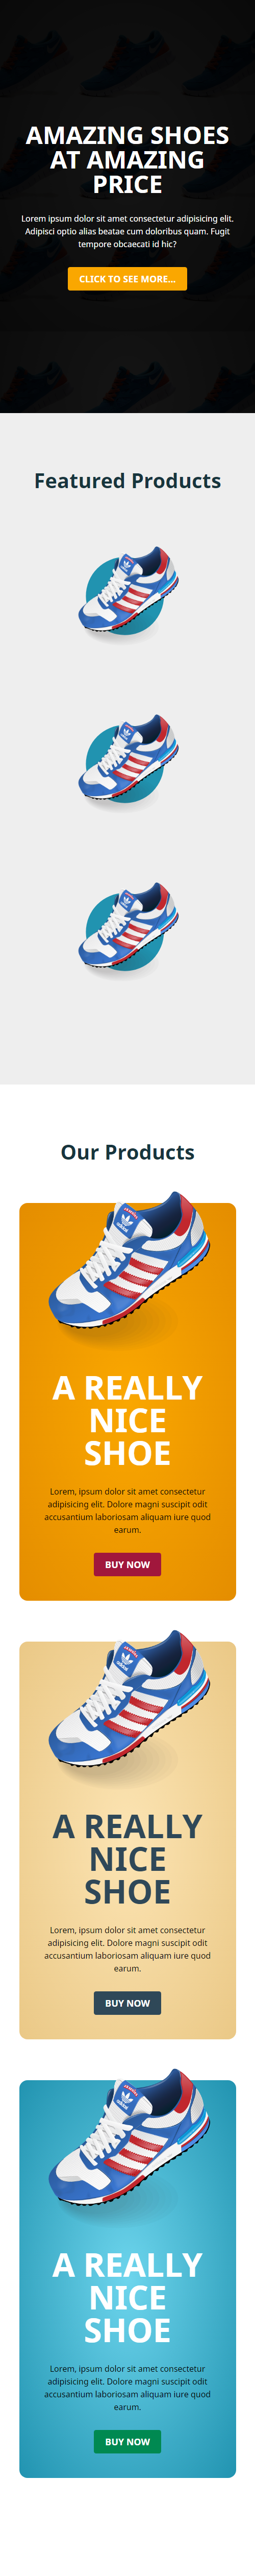 AMAZING SHOES
AT AMAZING
PRICE
Lorem ipsum dolor sit amet consectetur adipisicing elit.
Adipisci optio alias beatae cum doloribus quam. Fugit
tempore obcaecati id hic?
CLICK TO SEE MORE...
Featured Products
Our Products
A REALLY
NICE
SHOE
Lorem, ipsum dolor sit amet consectetur
adipisicing elit. Dolore magni suscipit odit
accusantium laboriosam aliquam iure quod
earum.
BUY NOW
A REALLY
NICE
SHOE
Lorem, ipsum dolor sit amet consectetur
adipisicing elit. Dolore magni suscipit odit
accusantium laboriosam aliquam iure quod
earum.
BUY NOW
A REALLY
NICE
SHOE
Lorem, ipsum dolor sit amet consectetur
adipisicing elit. Dolore magni suscipit odit
accusantium laboriosam aliquam iure quod
earum.
BUY NOW